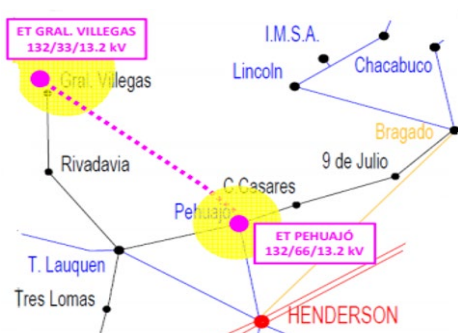 ET GRAL. VILLEGAS
132/33/13.2 kV
I.M.S.A.
Lincoln
Chacabuco
Gral. Villegas
Bragado
9 de Julio
Rivadavia
C.Casares
Pehuajó
ET PEHUAJÓ
132/66/13.2 kV
T. Lauquen
Tres Lomas
HENDERSON